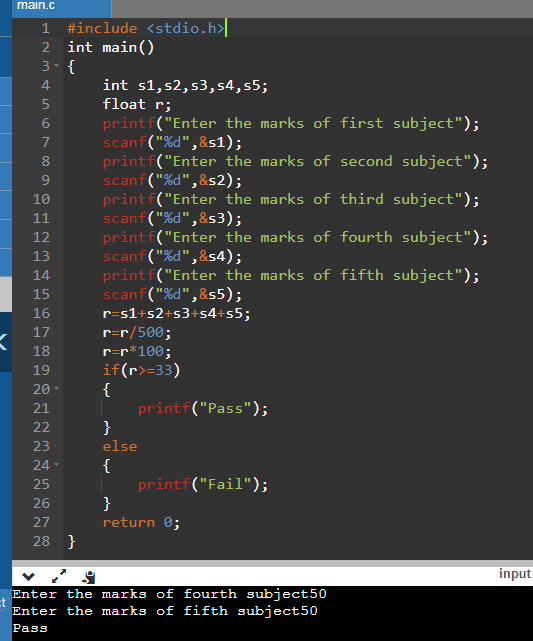 main.c
1 #include <stdio.h>
2 int main()
3 {
4 int s1,s2,s3,s4,s5;
5 float r;
6 printf("Enter the marks of first subject");
7 scanf("%d",&s1);
8 printf("Enter the marks of second subject");
9 scanf("%d",&s2);
10 printf("Enter the marks of third subject");
11 scanf("%d",&s3);
12 printf("Enter the marks of fourth subject");
13 scanf("%d",&s4);
14 printf("Enter the marks of fifth subject");
15 scanf("%d",&s5);
16 r=s1+s2+s3+s4+s5;
17 r=r/500;
18 r=r*100;
19 if(r>=33)
20 {
21 printf("Pass");
22 }
23 else
24 {
25 printf("Fail");
26 }
27 return 0;
28 }
input
Enter the marks of fourth subject50
Enter the marks of fifth subject50
Pass